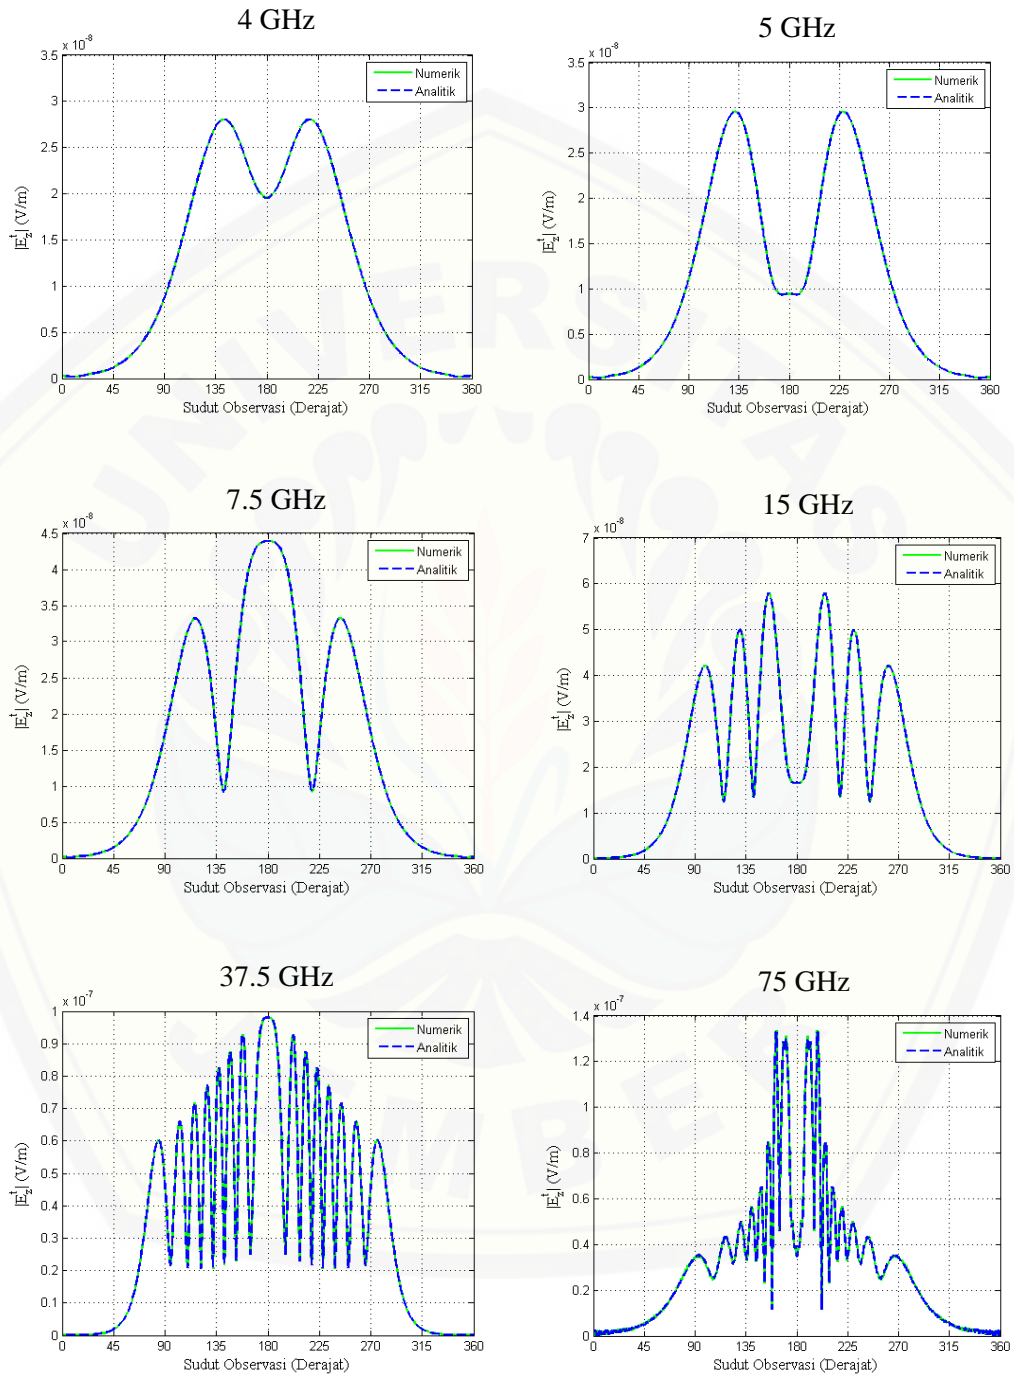 4 GHz
5 GHz
x 10^-8
3.5
3
2.5
2
1.5
1
0.5
0
|E_z^t| (V/m)
Numerik
Analitik
0 45 90 135 180 225 270 315 360
Sudut Observasi (Derajat)
x 10^-8
3.5
3
2.5
2
1.5
1
0.5
0
|E_z^t| (V/m)
Numerik
Analitik
0 45 90 135 180 225 270 315 360
Sudut Observasi (Derajat)
7.5 GHz
15 GHz
x 10^-8
4.5
4
3.5
3
2.5
2
1.5
1
0.5
0
|E_z^t| (V/m)
Numerik
Analitik
0 45 90 135 180 225 270 315 360
Sudut Observasi (Derajat)
x 10^-8
7
6
5
4
3
2
1
0
|E_z^t| (V/m)
Numerik
Analitik
0 45 90 135 180 225 270 315 360
Sudut Observasi (Derajat)
37.5 GHz
75 GHz
x 10^-7
1
0.9
0.8
0.7
0.6
0.5
0.4
0.3
0.2
0.1
0
|E_z^t| (V/m)
Numerik
Analitik
0 45 90 135 180 225 270 315 360
Sudut Observasi (Derajat)
x 10^-7
1.4
1.2
1
0.8
0.6
0.4
0.2
0
|E_z^t| (V/m)
Numerik
Analitik
0 45 90 135 180 225 270 315 360
Sudut Observasi (Derajat)
UNIVERSITAS